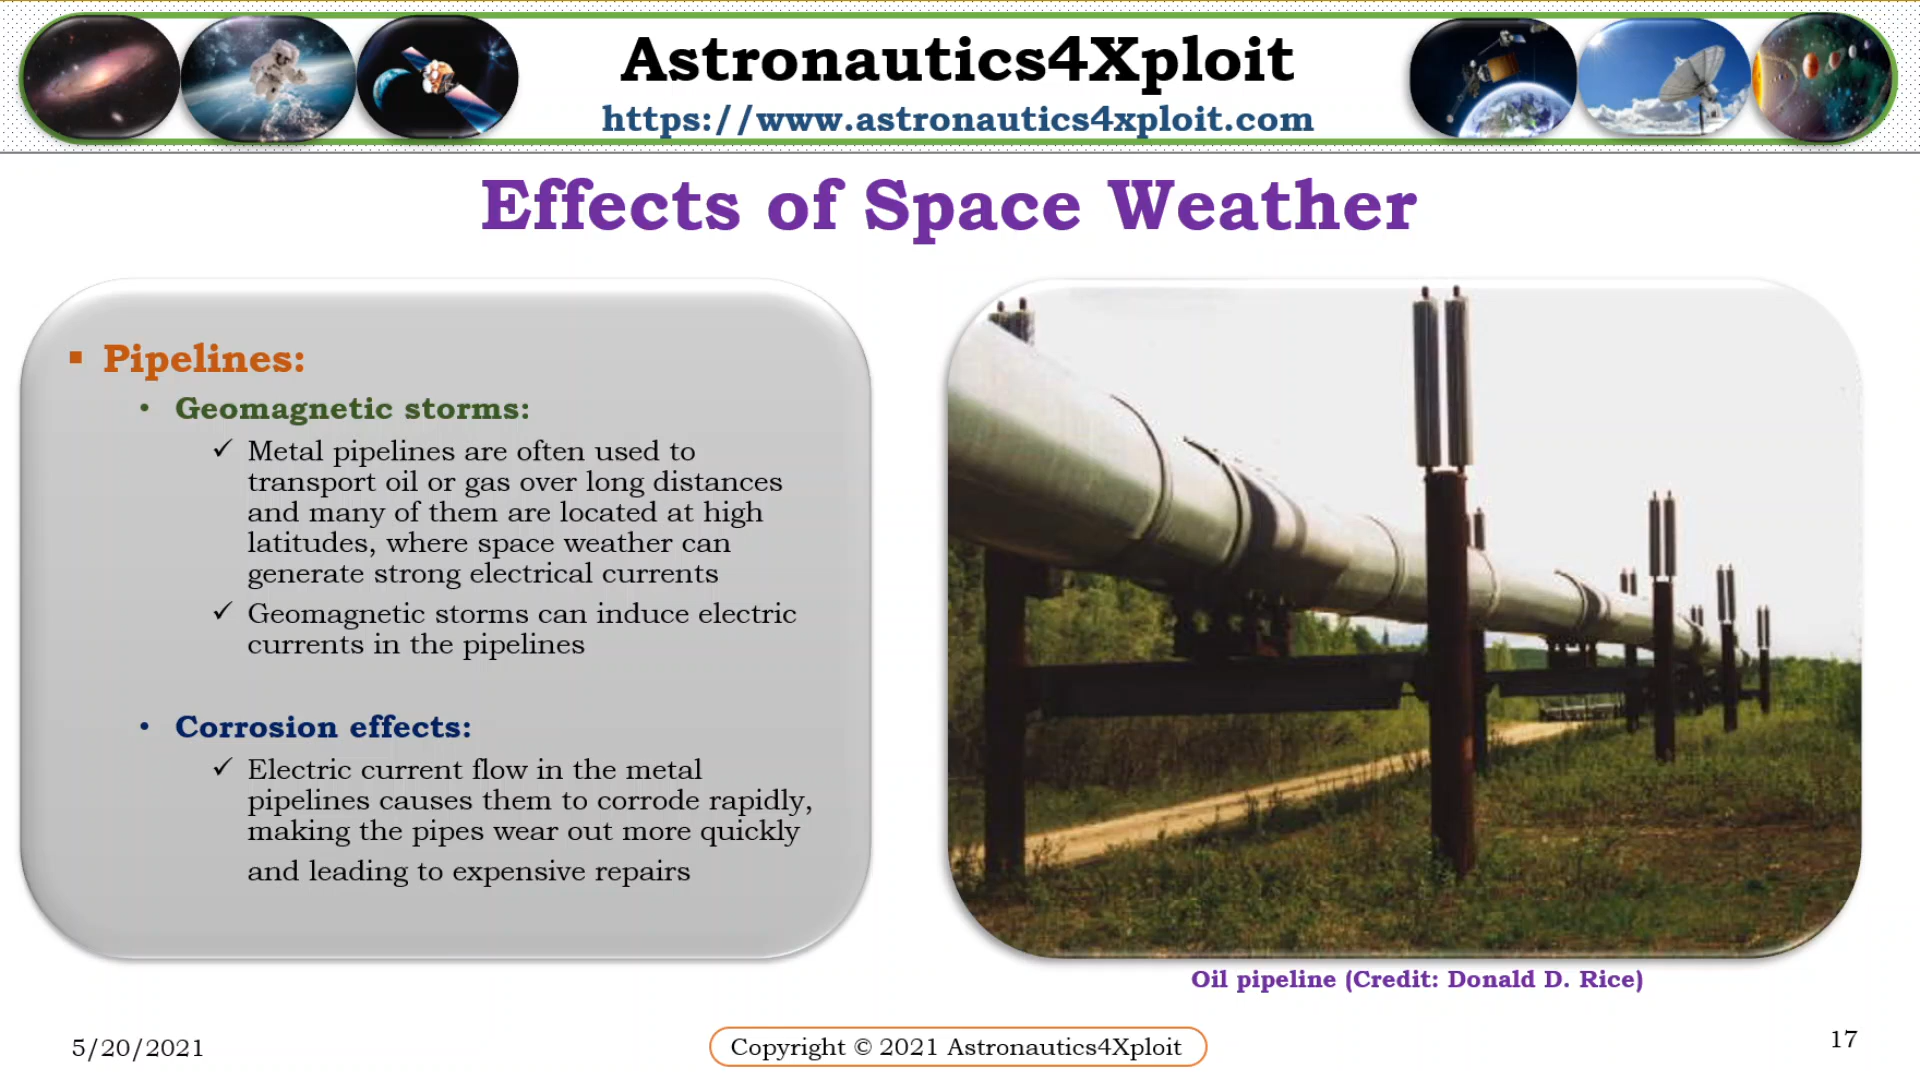 Astronautics4Xploit
https://www.astronautics4xploit.com
Effects of Space Weather
▪ Pipelines:
• Geomagnetic storms:
✓ Metal pipelines are often used to
transport oil or gas over long distances
and many of them are located at high
latitudes, where space weather can
generate strong electrical currents
✓ Geomagnetic storms can induce electric
currents in the pipelines
• Corrosion effects:
✓ Electric current flow in the metal
pipelines causes them to corrode rapidly,
making the pipes wear out more quickly
and leading to expensive repairs
Oil pipeline (Credit: Donald D. Rice)
5/20/2021
Copyright © 2021 Astronautics4Xploit
17